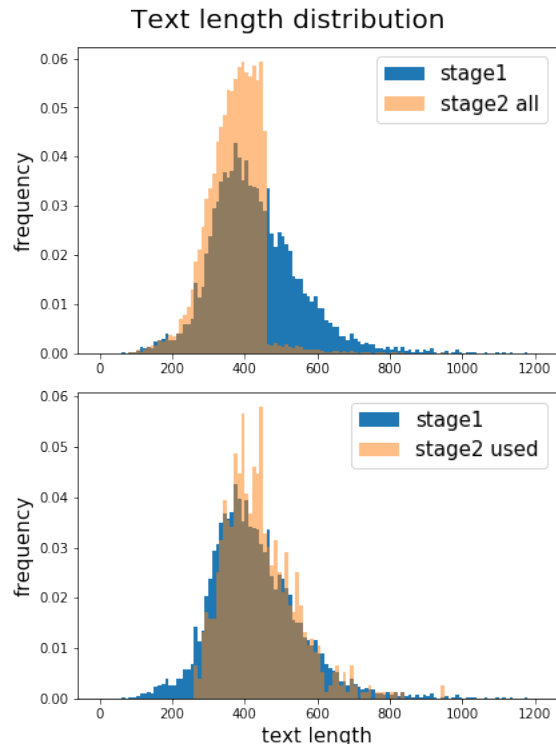 Text length distribution
0.06
0.05
0.04
0.03
0.02
0.01
0.00
frequency
stage1
stage2 all
0 200 400 600 800 1000 1200
0.06
0.05
0.04
0.03
0.02
0.01
0.00
frequency
stage1
stage2 used
0 200 400 600 800 1000 1200
text length